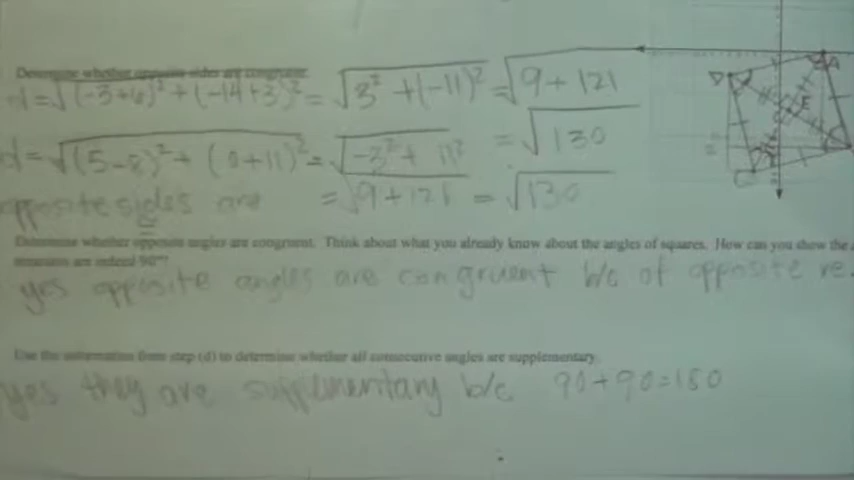 Determine whether opposite sides are congruent.
d=√(-3+6)²+(-14+3)² = √3²+(-11)² = √9+121
= √130
d=√(5-8)²+(0+11)² = √-3²+11²
= √9+121 = √130
opposite sides are ≅
Determine whether opposite angles are congruent. Think about what you already know about the angles of squares. How can you show the
measures are indeed 90°?
yes opposite angles are congruent b/c of opposite re
Use the information from step (d) to determine whether all consecutive angles are supplementary.
yes they are supplementary b/c 90+90=180
D
A
E
C